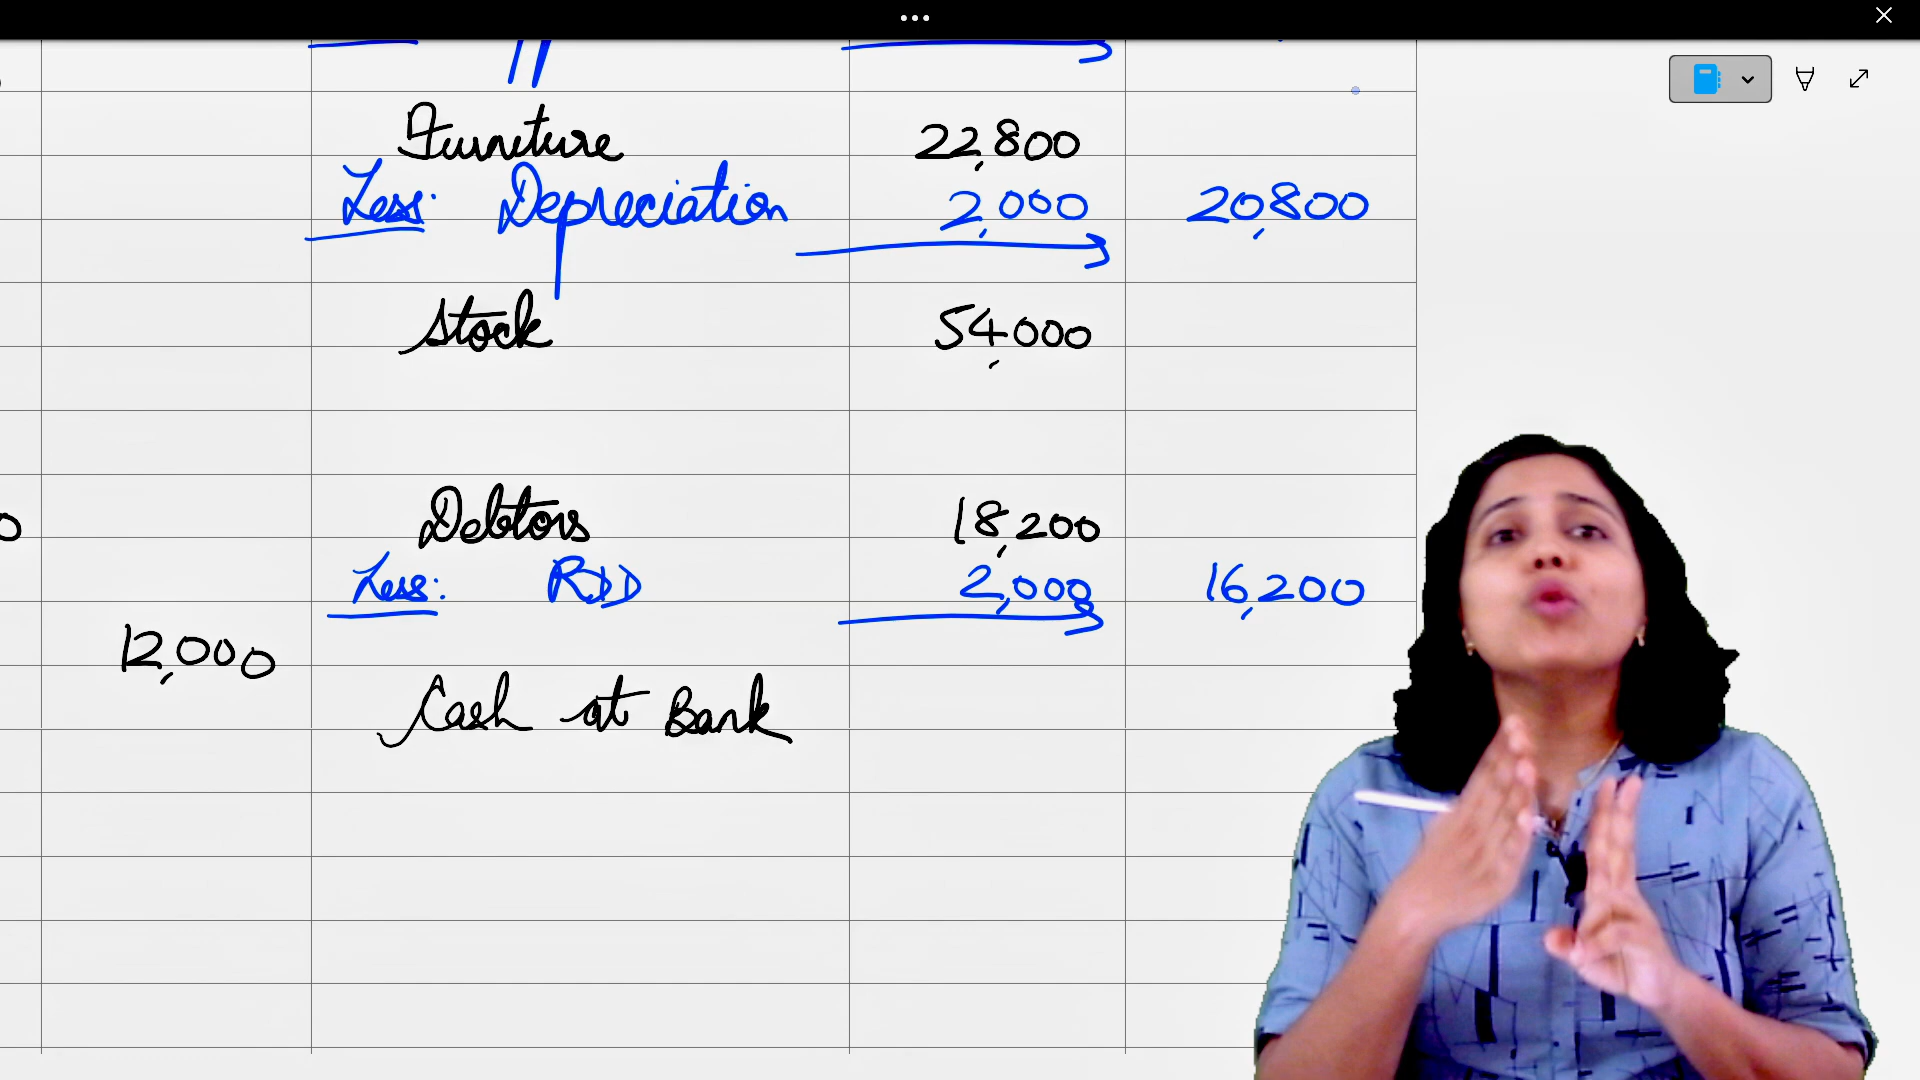 Furniture 22,800
Less: Depreciation 2,000 20,800
Stock 54,000
Debtors 18,200
Less: RDD 2,000 16,200
12,000
Cash at Bank